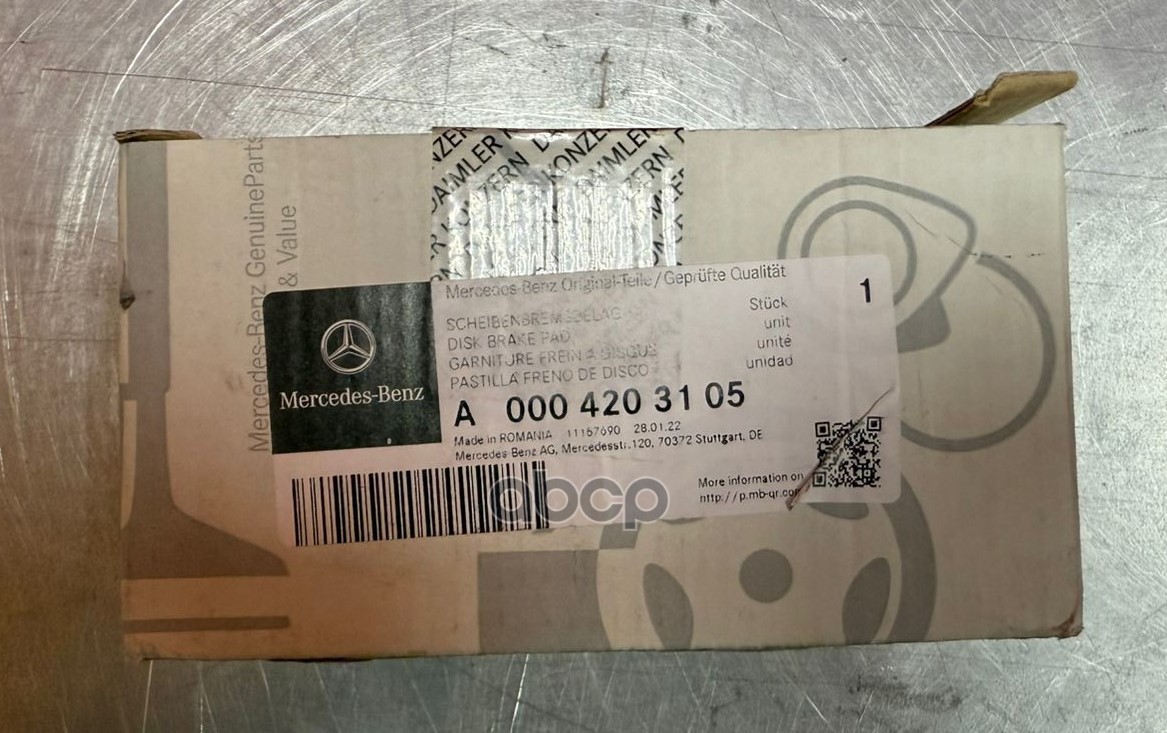 Mercedes-Benz GenuineParts
& Value
KONZERN DAIMLER
Mercedes-Benz Original-Teile/Geprüfte Qualität
1
SCHEIBENBREMSBELAG
Stück
DISK BRAKE PAD
unit
GARNITURE FREIN A DISQUE
unité
PASTILLA FRENO DE DISCO
unidad
Mercedes-Benz
A 000 420 31 05
Made in ROMANIA 11167690 28.01.22
Mercedes-Benz AG, Mercedesstr.120, 70372 Stuttgart, DE
More information on
http://p.mb-qr.com
abcp